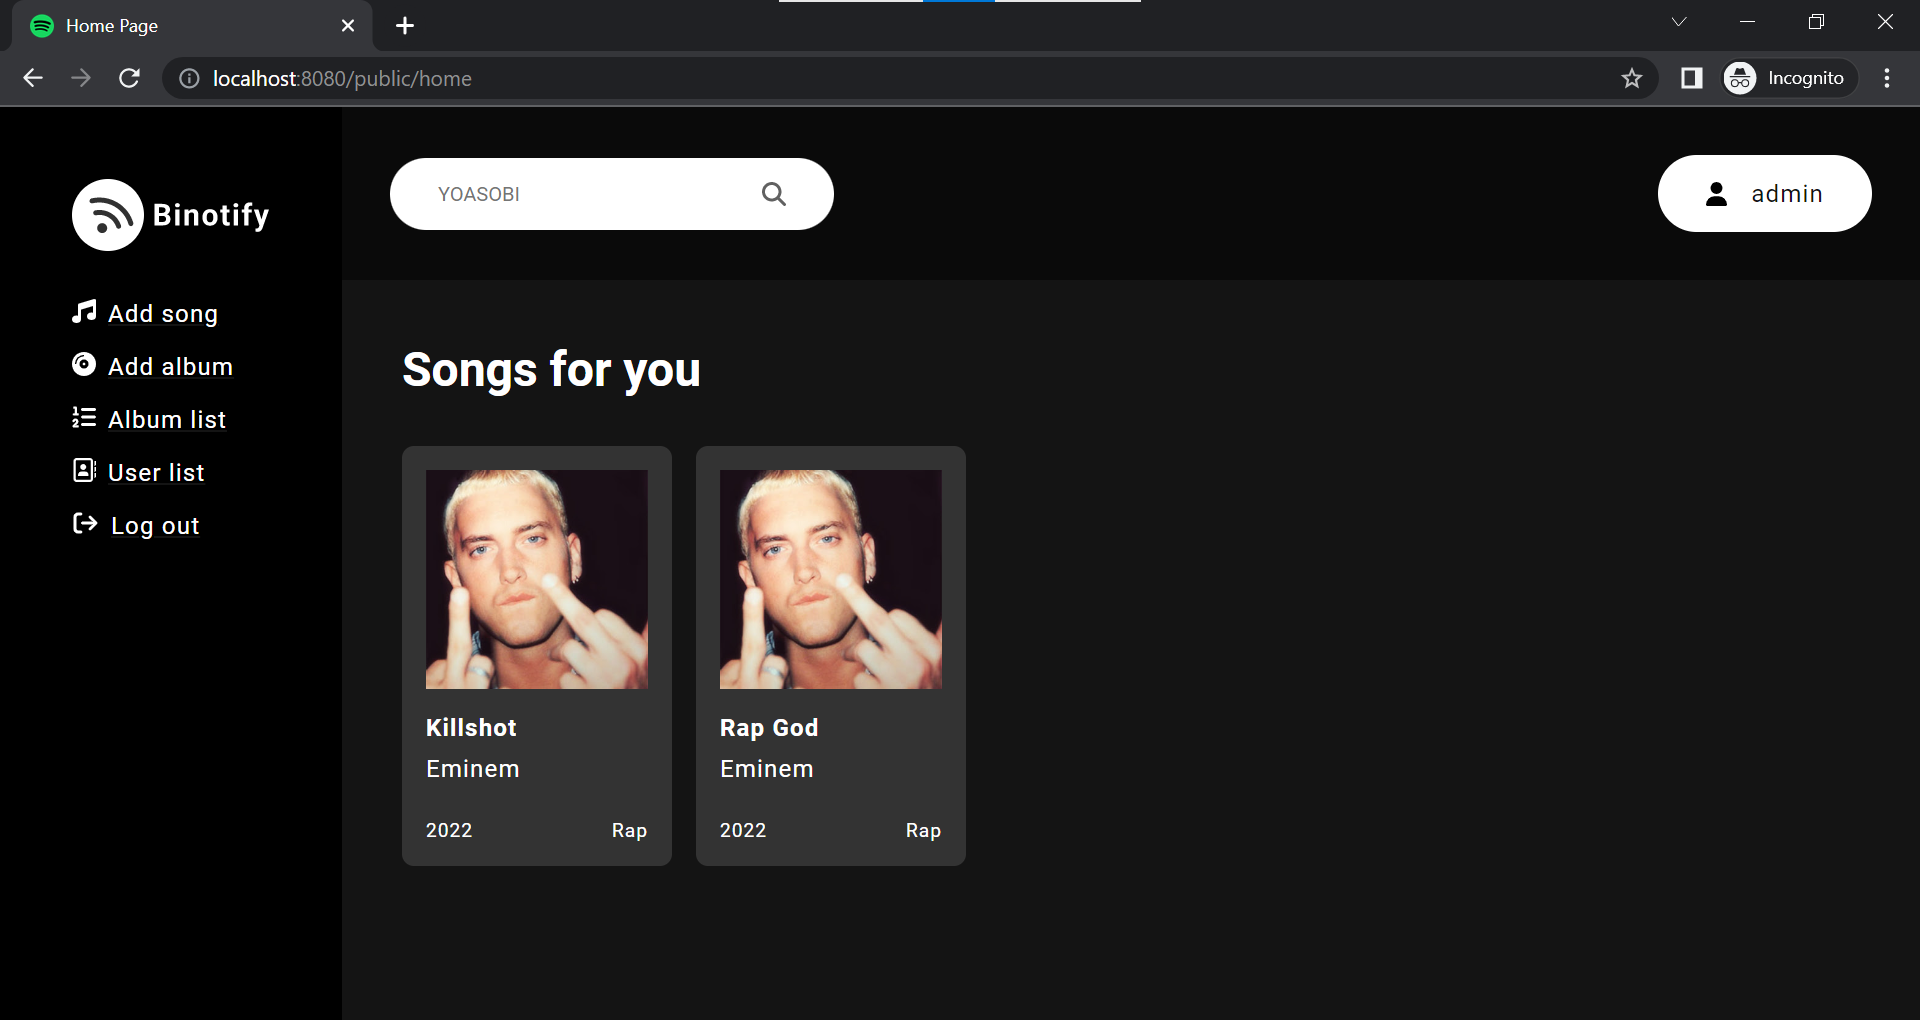 Home Page
localhost:8080/public/home
Incognito
Binotify
YOASOBI
admin
Add song
Add album
Album list
User list
Log out
Songs for you
Killshot
Eminem
2022 Rap
Rap God
Eminem
2022 Rap